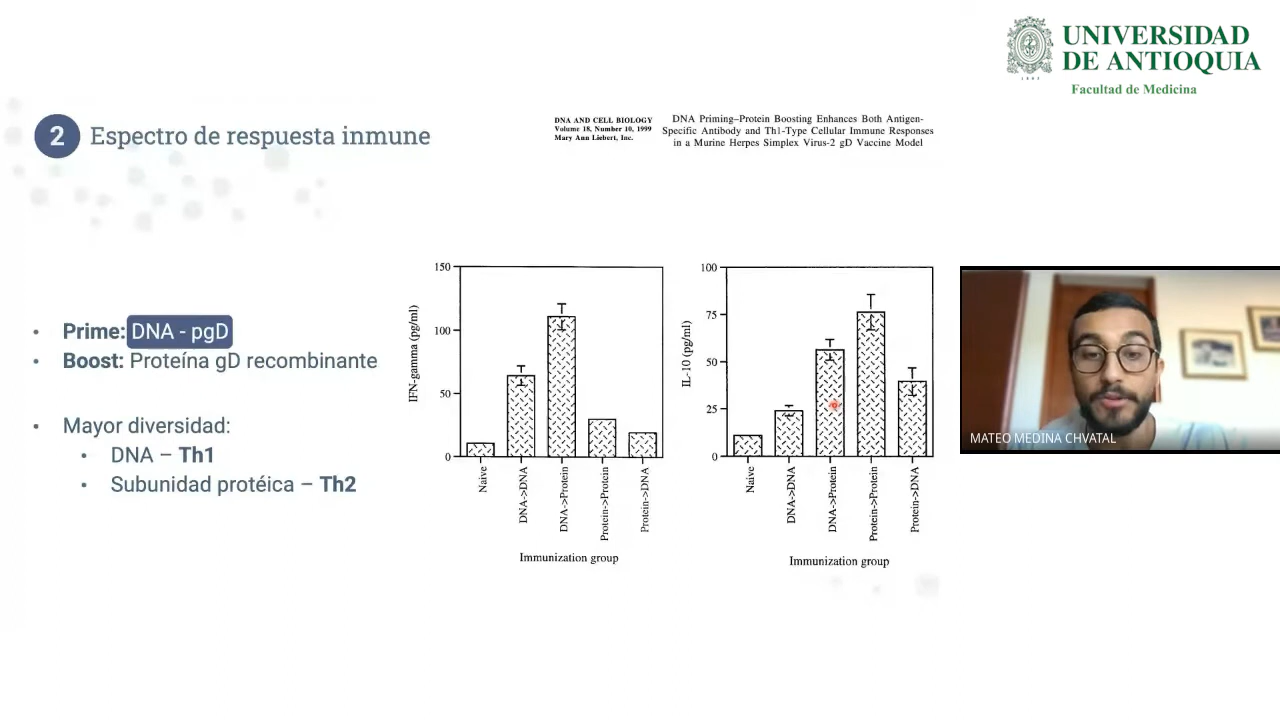 UNIVERSIDAD
DE ANTIOQUIA
1803
Facultad de Medicina
2 Espectro de respuesta inmune
DNA AND CELL BIOLOGY
Volume 18, Number 10, 1999
Mary Ann Liebert, Inc.
DNA Priming–Protein Boosting Enhances Both Antigen-
Specific Antibody and Th1-Type Cellular Immune Responses
in a Murine Herpes Simplex Virus-2 gD Vaccine Model
• Prime: DNA - pgD
• Boost: Proteína gD recombinante
• Mayor diversidad:
• DNA – Th1
• Subunidad protéica – Th2
IFN-gamma (pg/ml)
150
100
50
0
Naive
DNA->DNA
DNA->Protein
Protein->Protein
Protein->DNA
Immunization group
IL-10 (pg/ml)
100
75
50
25
0
Naive
DNA->DNA
DNA->Protein
Protein->Protein
Protein->DNA
Immunization group
MATEO MEDINA CHVATAL